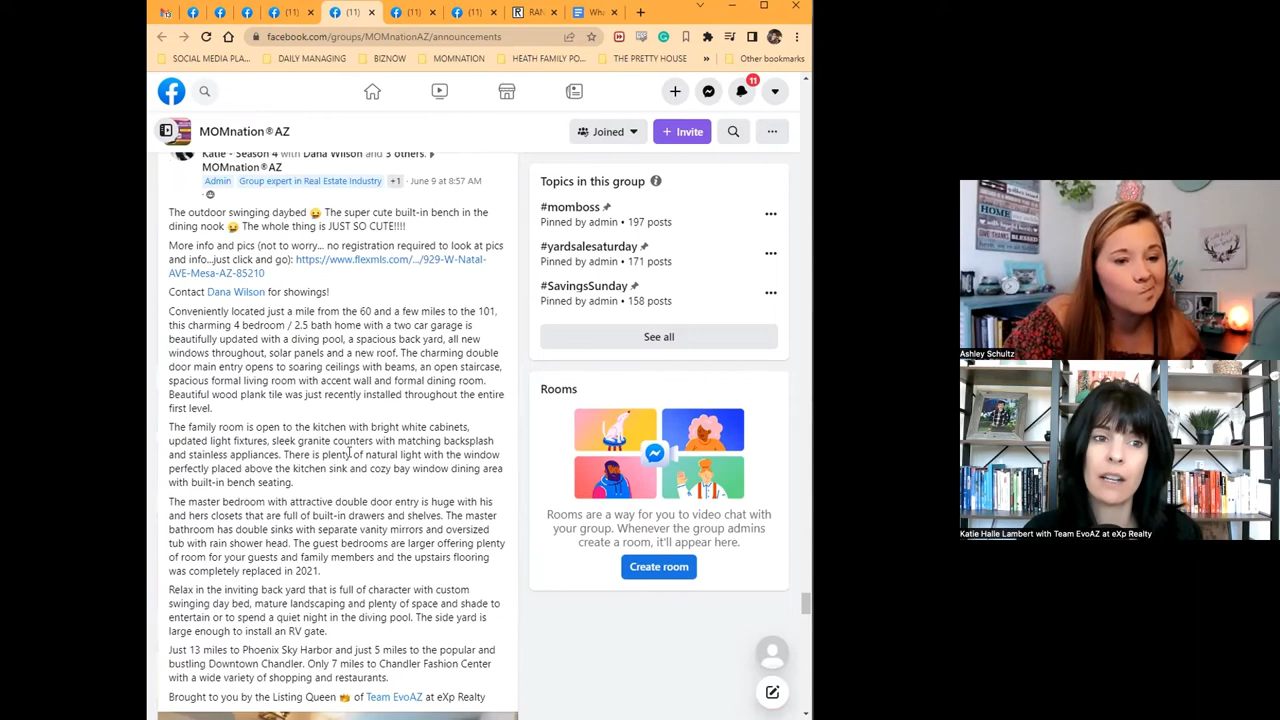 (11)
(11)
(11)
(11)
RAN
Wha
facebook.com/groups/MOMnationAZ/announcements
SOCIAL MEDIA PLA...
DAILY MANAGING
BIZNOW
MOMNATION
HEATH FAMILY PO...
THE PRETTY HOUSE
»
Other bookmarks
11
MOMnation®AZ
Joined
+ Invite
Katie - Season 4 with Dana Wilson and 3 others.
MOMnation®AZ
Admin Group expert in Real Estate Industry +1 · June 9 at 8:57 AM
·
The outdoor swinging daybed 😛 The super cute built-in bench in the
dining nook 😛 The whole thing is JUST SO CUTE!!!!
More info and pics (not to worry... no registration required to look at pics
and info...just click and go): https://www.flexmls.com/.../929-W-Natal-
AVE-Mesa-AZ-85210
Contact Dana Wilson for showings!
Conveniently located just a mile from the 60 and a few miles to the 101,
this charming 4 bedroom / 2.5 bath home with a two car garage is
beautifully updated with a diving pool, a spacious back yard, all new
windows throughout, solar panels and a new roof. The charming double
door main entry opens to soaring ceilings with beams, an open staircase,
spacious formal living room with accent wall and formal dining room.
Beautiful wood plank tile was just recently installed throughout the entire
first level.
The family room is open to the kitchen with bright white cabinets,
updated light fixtures, sleek granite counters with matching backsplash
and stainless appliances. There is plenty of natural light with the window
perfectly placed above the kitchen sink and cozy bay window dining area
with built-in bench seating.
The master bedroom with attractive double door entry is huge with his
and hers closets that are full of built-in drawers and shelves. The master
bathroom has double sinks with separate vanity mirrors and oversized
tub with rain shower head. The guest bedrooms are larger offering plenty
of room for your guests and family members and the upstairs flooring
was completely replaced in 2021.
Relax in the inviting back yard that is full of character with custom
swinging day bed, mature landscaping and plenty of space and shade to
entertain or to spend a quiet night in the diving pool. The side yard is
large enough to install an RV gate.
Just 13 miles to Phoenix Sky Harbor and just 5 miles to the popular and
bustling Downtown Chandler. Only 7 miles to Chandler Fashion Center
with a wide variety of shopping and restaurants.
Brought to you by the Listing Queen 👏 of Team EvoAZ at eXp Realty
Topics in this group
#momboss
Pinned by admin • 197 posts
#yardsalesaturday
Pinned by admin • 171 posts
#SavingsSunday
Pinned by admin • 158 posts
See all
Rooms
Rooms are a way for you to video chat with
your group. Whenever the group admins
create a room, it'll appear here.
Create room
HOME
BLESSED
Ashley Schultz
Katie Halle Lambert with Team EvoAZ at eXp Realty